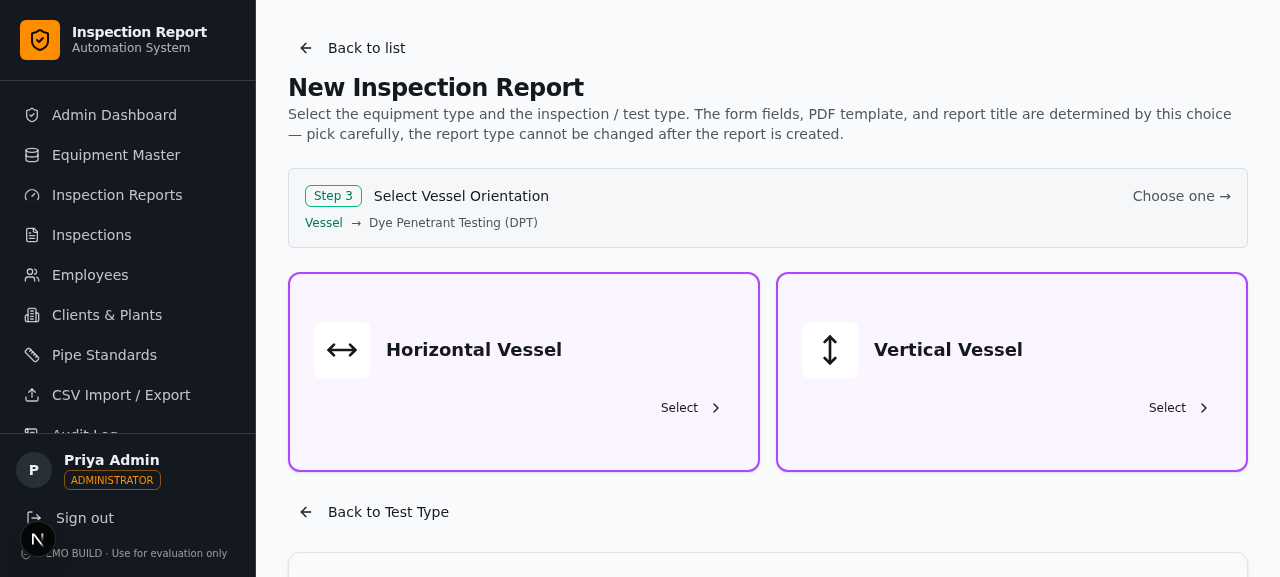 Inspection Report
Automation System
Admin Dashboard
Equipment Master
Inspection Reports
Inspections
Employees
Clients & Plants
Pipe Standards
CSV Import / Export
Audit Log
P
Priya Admin
ADMINISTRATOR
Sign out
N
EMO BUILD · Use for evaluation only
Back to list
New Inspection Report
Select the equipment type and the inspection / test type. The form fields, PDF template, and report title are determined by this choice
— pick carefully, the report type cannot be changed after the report is created.
Step 3 Select Vessel Orientation Choose one →
Vessel → Dye Penetrant Testing (DPT)
Horizontal Vessel
Select
Vertical Vessel
Select
Back to Test Type